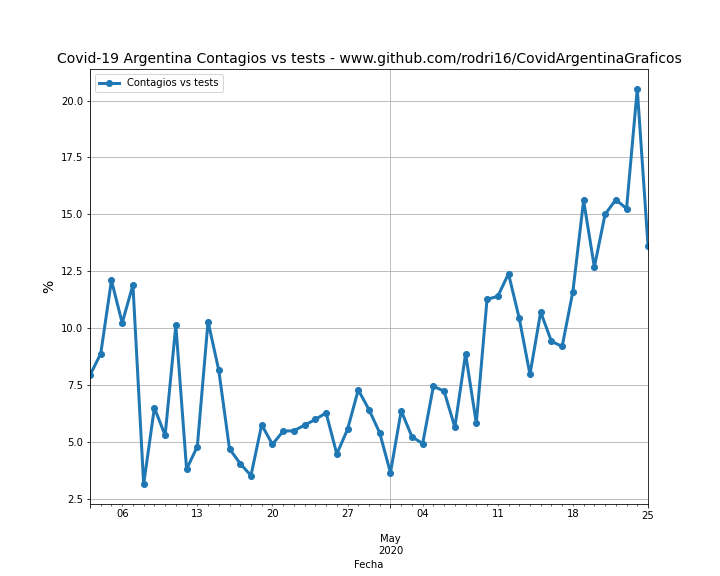 Covid-19 Argentina Contagios vs tests - www.github.com/rodri16/CovidArgentinaGraficos
Contagios vs tests
20.0
17.5
15.0
12.5
10.0
7.5
5.0
2.5
%
06 13 20 27 04 11 18 25
May
2020
Fecha